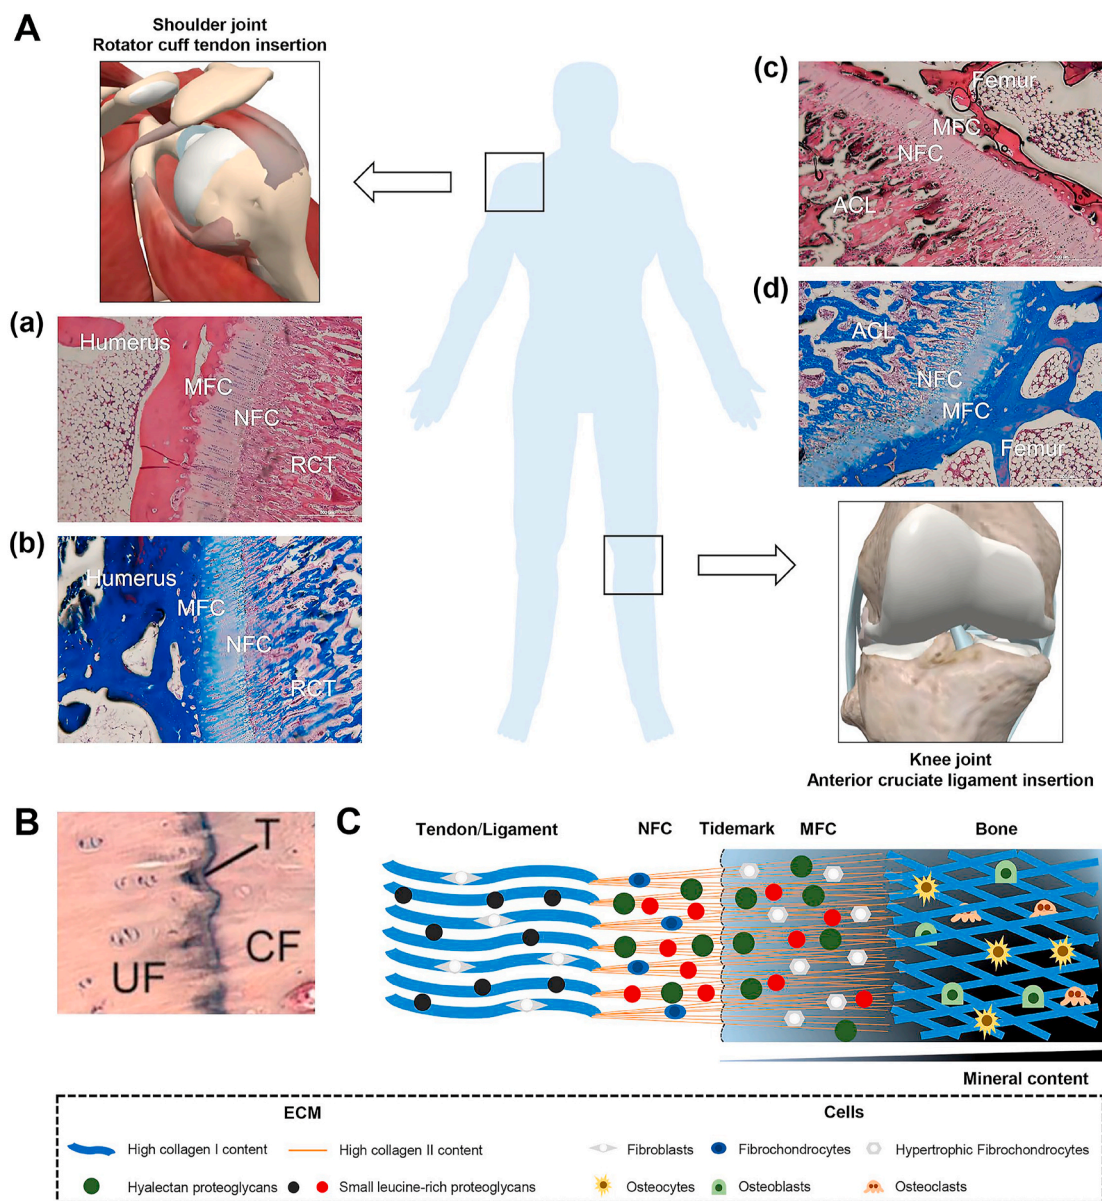 A
Shoulder joint
Rotator cuff tendon insertion
(a)
Humerus
MFC
NFC
RCT
(b)
Humerus
MFC
NFC
RCT
(c)
Femur
MFC
NFC
ACL
(d)
ACL
NFC
MFC
Femur
Knee joint
Anterior cruciate ligament insertion
B
T
UF
CF
C
Tendon/Ligament
NFC
Tidemark
MFC
Bone
Mineral content
ECM
High collagen I content
High collagen II content
Hyalectan proteoglycans
Small leucine-rich proteoglycans
Cells
Fibroblasts
Fibrochondrocytes
Hypertrophic Fibrochondrocytes
Osteocytes
Osteoblasts
Osteoclasts